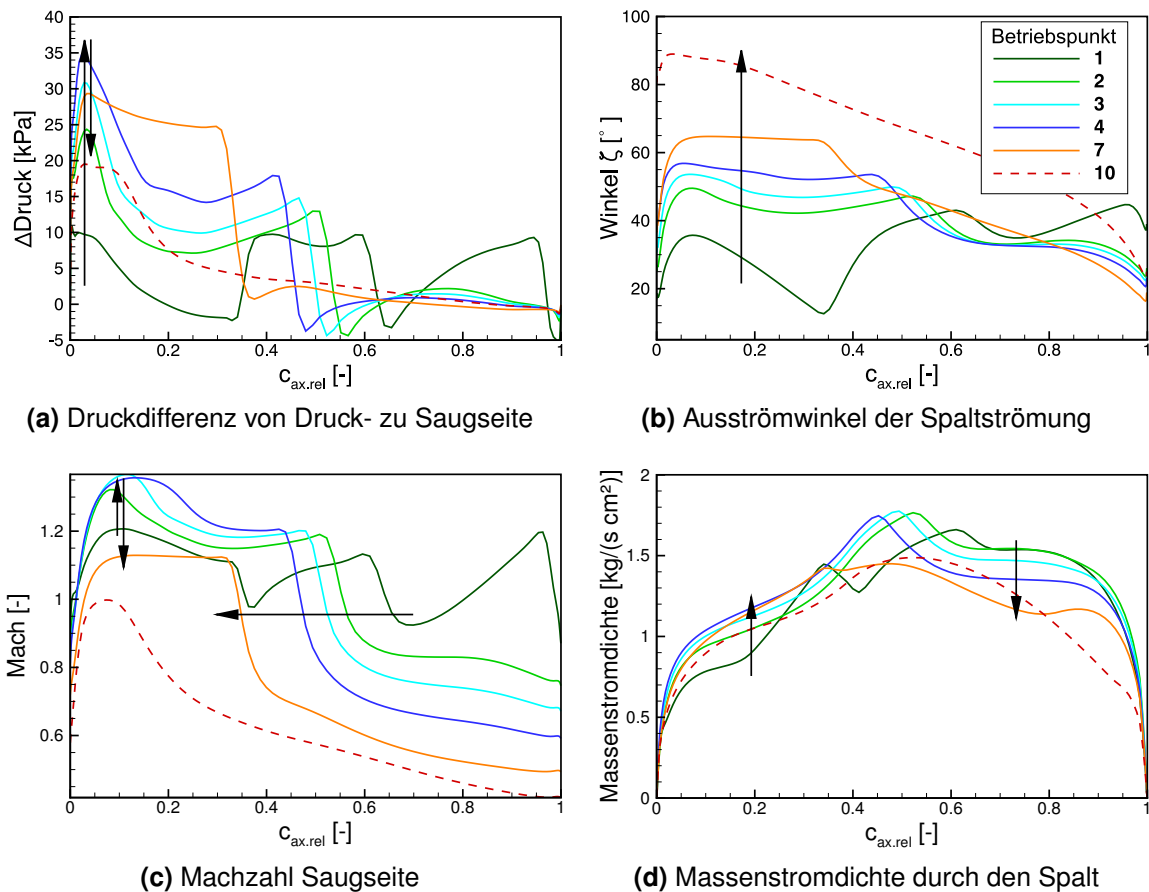 40
35
30
25
20
15
10
5
0
-5
ΔDruck [kPa]
0 0.2 0.4 0.6 0.8 1
c_ax.rel [-]
(a) Druckdifferenz von Druck- zu Saugseite
100
80
60
40
20
Winkel ζ [°]
Betriebspunkt
1
2
3
4
7
10
0 0.2 0.4 0.6 0.8 1
c_ax.rel [-]
(b) Ausströmwinkel der Spaltströmung
1.2
1
0.8
0.6
Mach [-]
0 0.2 0.4 0.6 0.8 1
c_ax.rel [-]
(c) Machzahl Saugseite
2
1.5
1
0.5
0
Massenstromdichte [kg/(s cm²)]
0 0.2 0.4 0.6 0.8 1
c_ax.rel [-]
(d) Massenstromdichte durch den Spalt